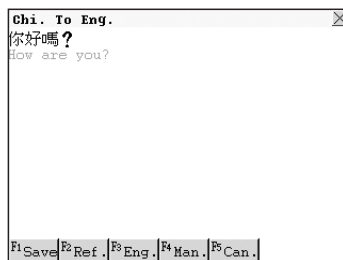 Chi. To Eng.
你好嗎?
How are you?
F1Save F2Ref. F3Eng. F4Man. F5Can.